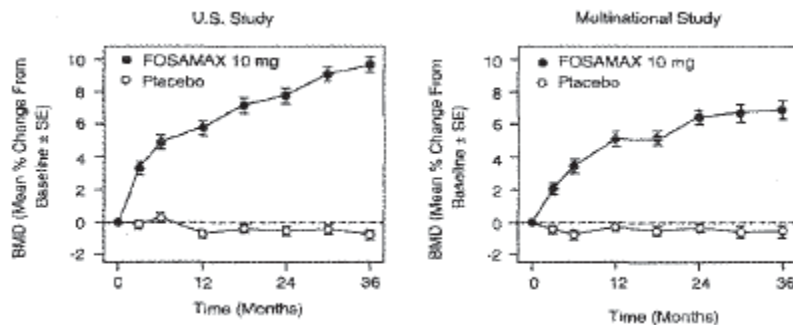 U.S. Study
FOSAMAX 10 mg
Placebo
BMD (Mean % Change From
Baseline ± SE)
10
8
6
4
2
0
-2
0
12
24
36
Time (Months)
Multinational Study
FOSAMAX 10 mg
Placebo
BMD (Mean % Change From
Baseline ± SE)
10
8
6
4
2
0
-2
0
12
24
36
Time (Months)